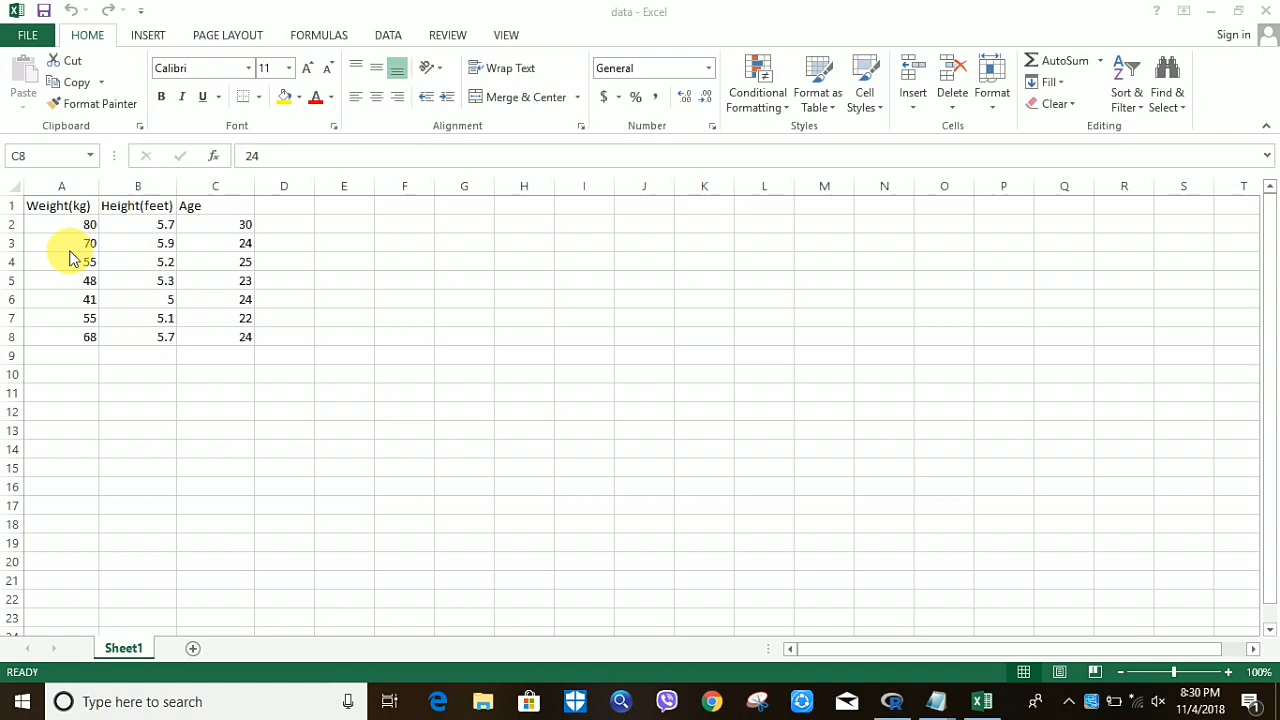 data - Excel
?
FILE HOME INSERT PAGE LAYOUT FORMULAS DATA REVIEW VIEW Sign in
Paste
Cut
Copy
Format Painter
Clipboard
Calibri 11
B I U A
Font
Wrap Text
Merge & Center
Alignment
General
$ % ,
Number
Conditional Formatting
Format as Table
Cell Styles
Styles
Insert Delete Format
Cells
AutoSum
Fill
Clear
Sort & Filter
Find & Select
Editing
C8 fx 24
A B C D E F G H I J K L M N O P Q R S T
1 Weight(kg) Height(feet) Age
2 80 5.7 30
3 70 5.9 24
4 55 5.2 25
5 48 5.3 23
6 41 5 24
7 55 5.1 22
8 68 5.7 24
9
10
11
12
13
14
15
16
17
18
19
20
21
22
23
24
Sheet1
READY 100%
Type here to search
8:30 PM
11/4/2018